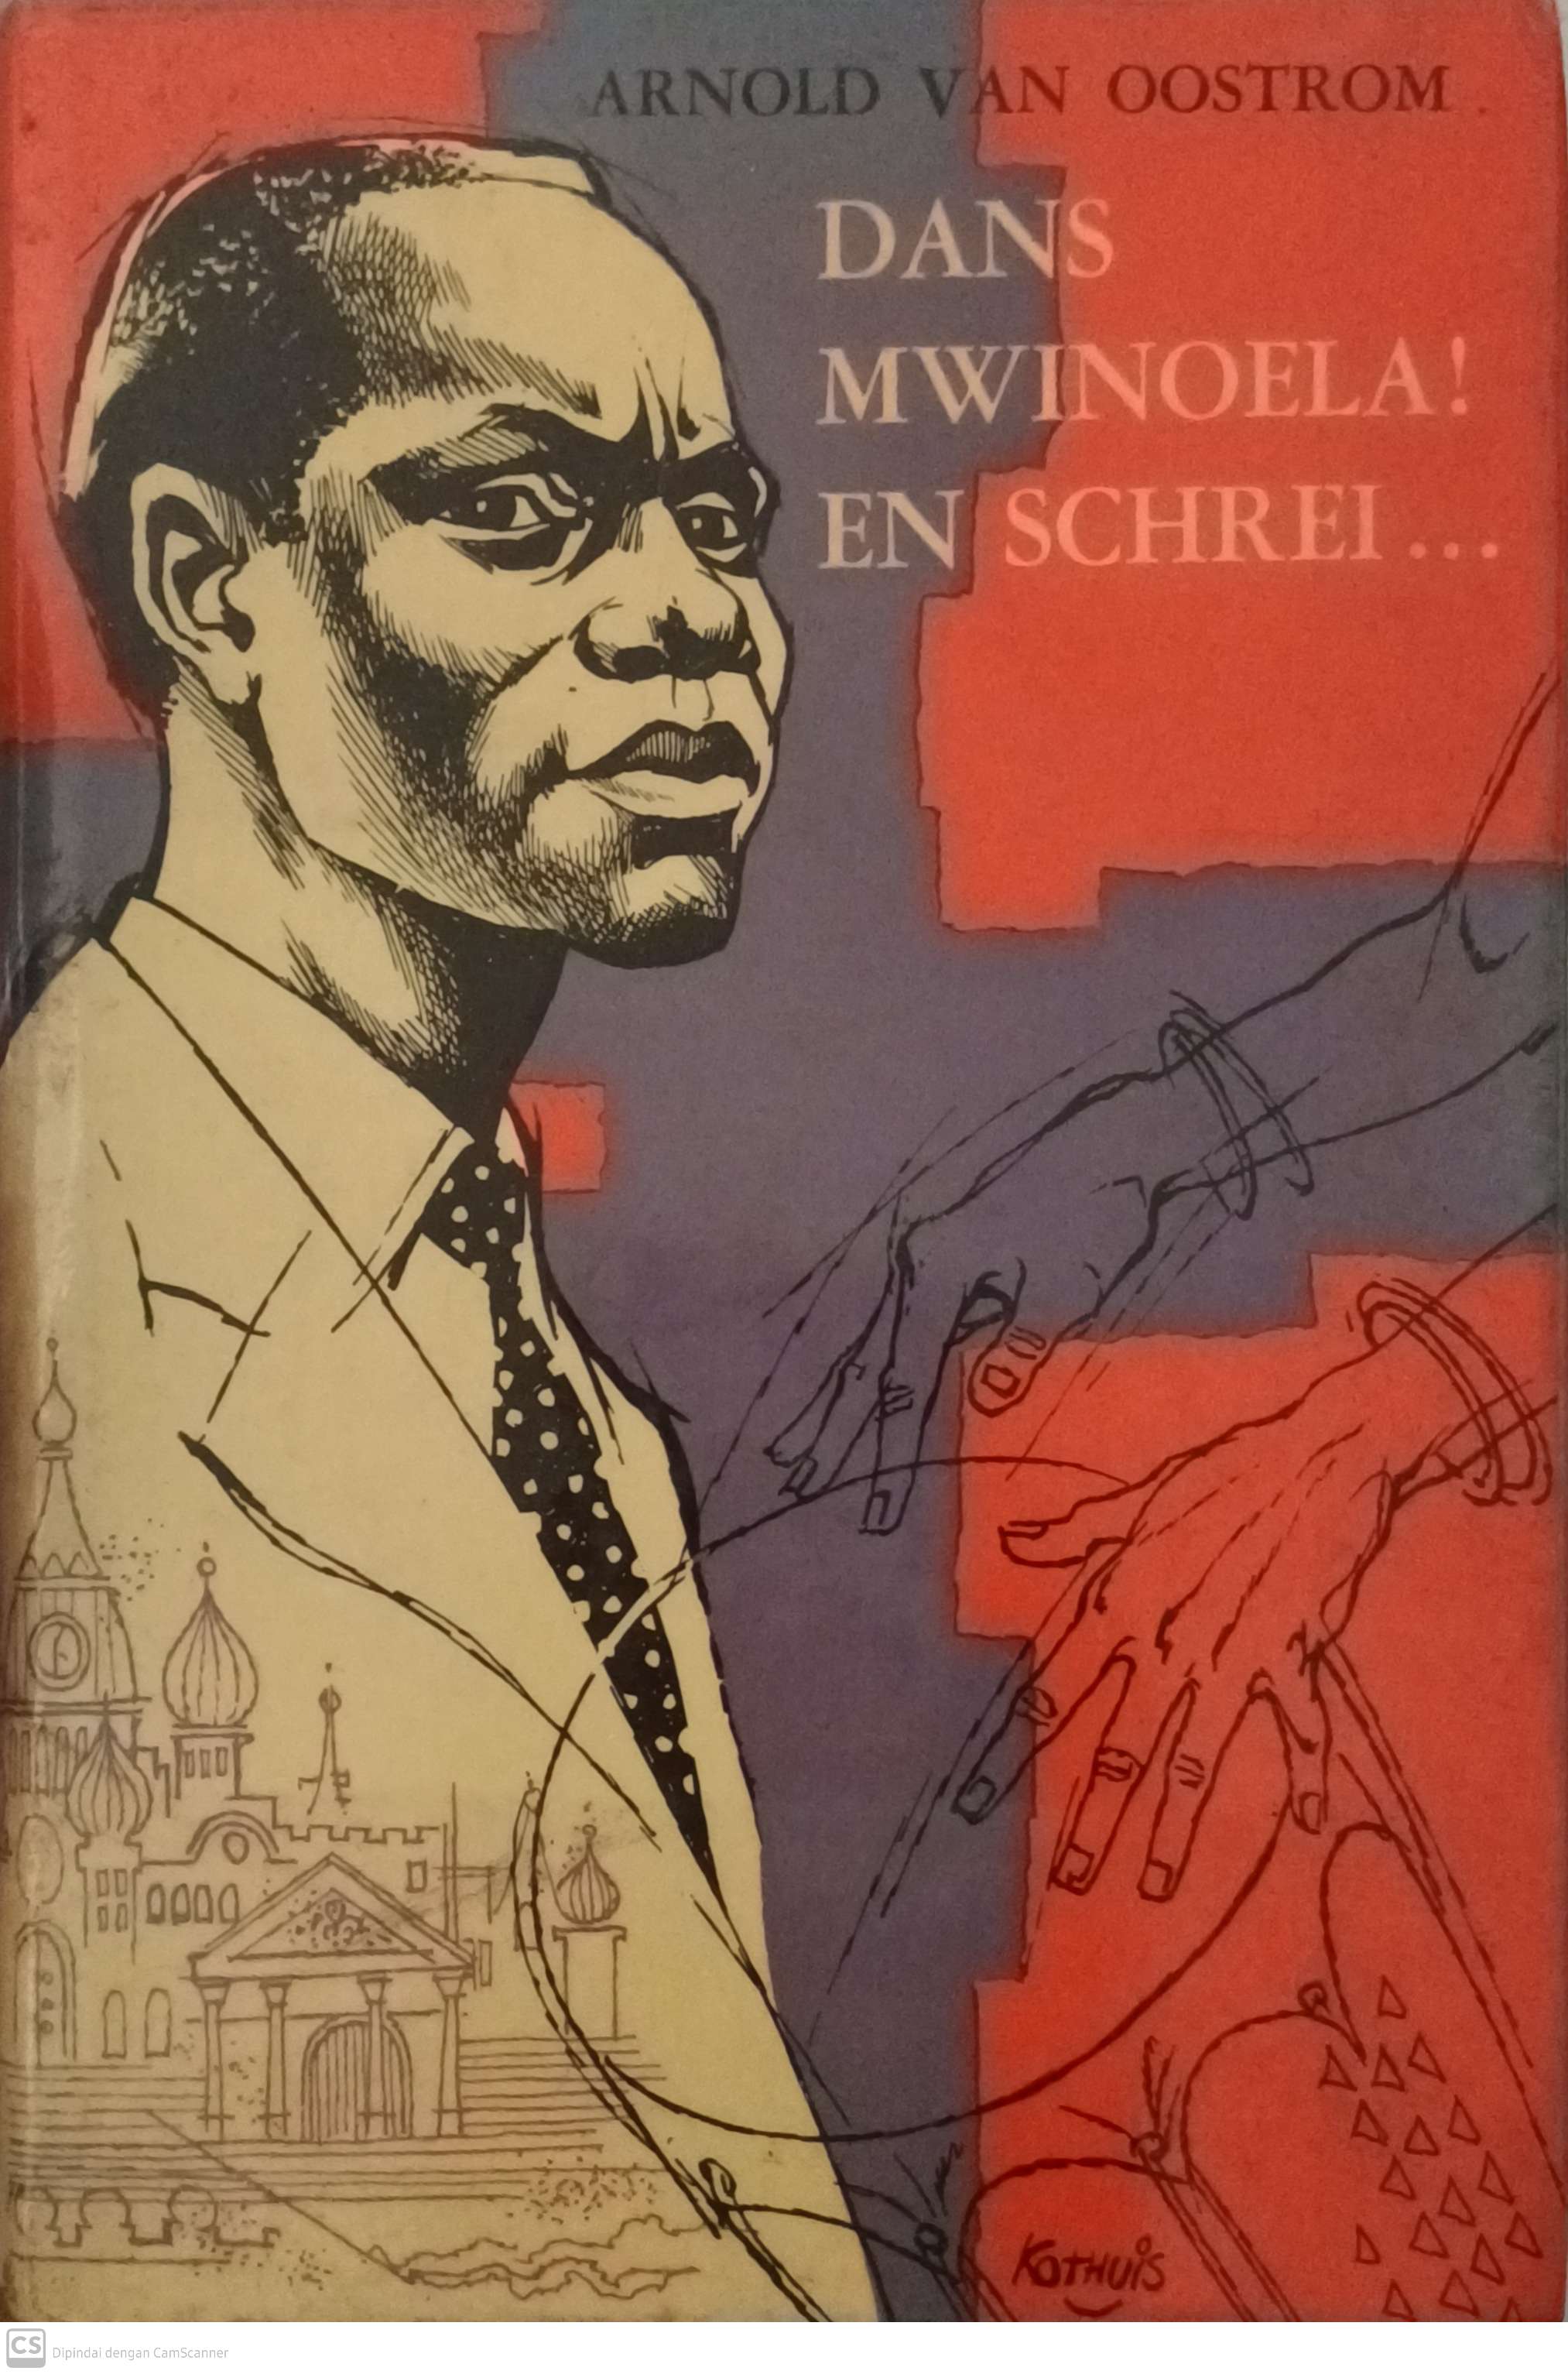 ARNOLD VAN OOSTROM
DANS
MWINOELA!
EN SCHREI...
KOTHUIS
CS Dipindai dengan CamScanner